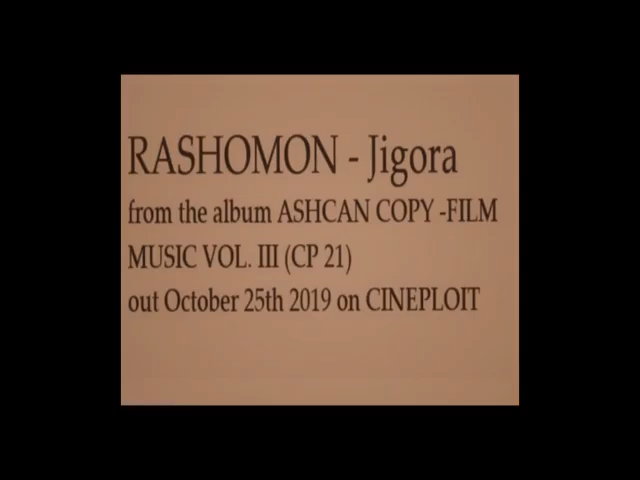 RASHOMON - Jigora
from the album ASHCAN COPY -FILM
MUSIC VOL. III (CP 21)
out October 25th 2019 on CINEPLOIT